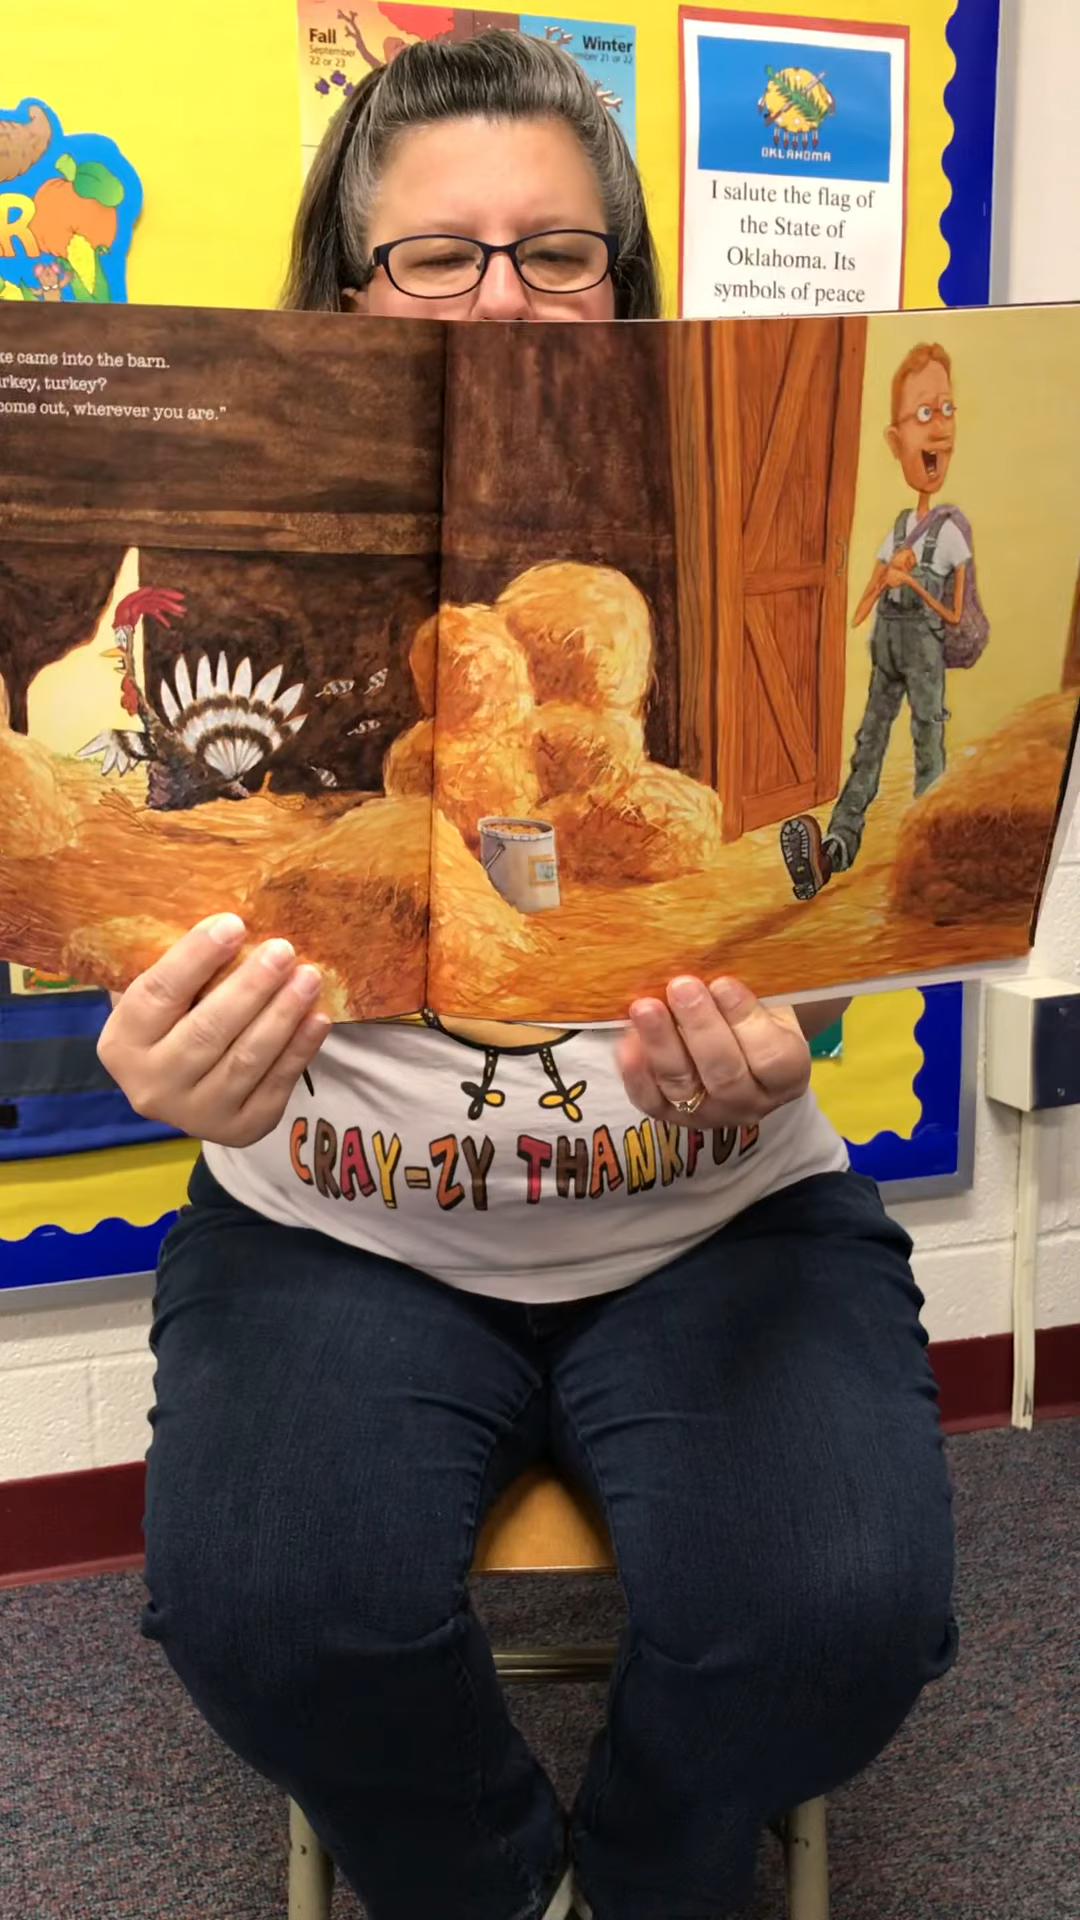 Fall
September
22 or 23
Winter
21 or 22
OKLAHOMA
I salute the flag of
the State of
Oklahoma. Its
symbols of peace
R
ke came into the barn.
rkey, turkey?
come out, wherever you are."
CRAY-ZY THANKFUL